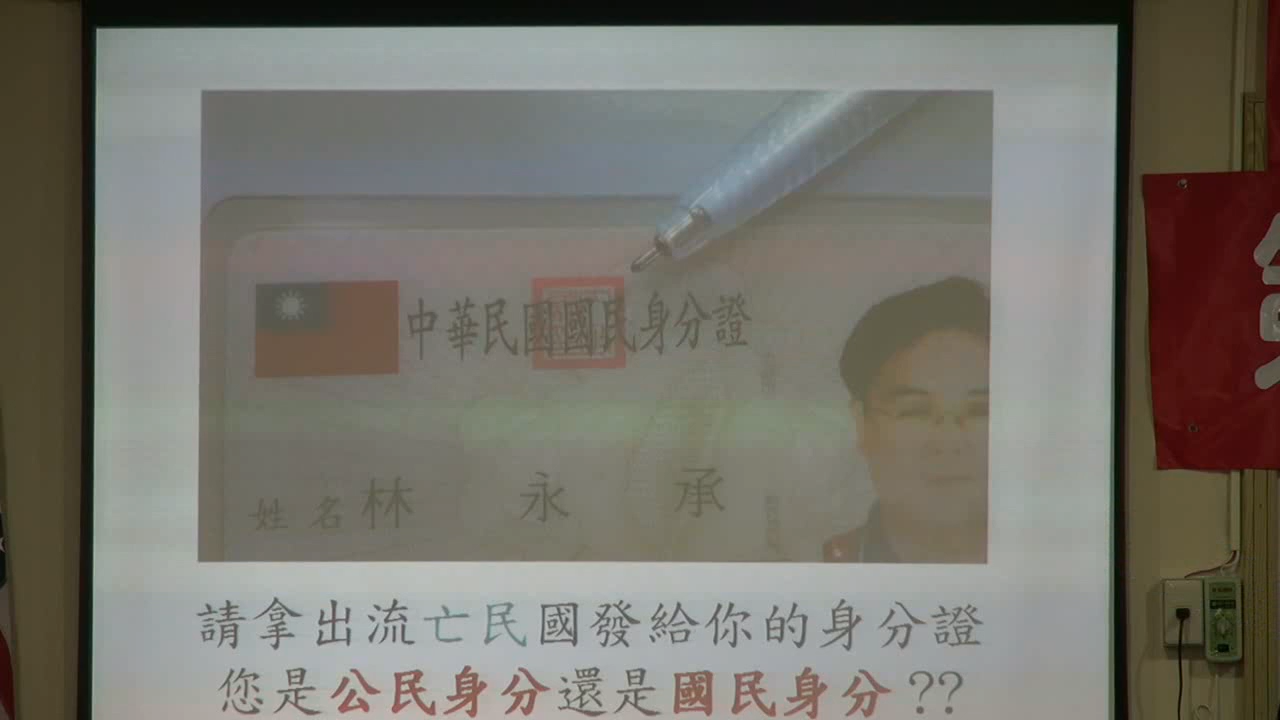 中華民國國民身分證
姓名林永承
請拿出流亡民國發給你的身分證
您是公民身分還是國民身分??